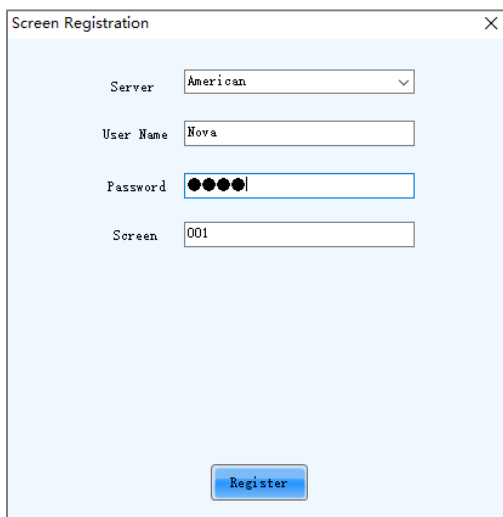 Screen Registration
Server American
User Name Nova
Password ●●●●
Screen 001
Register